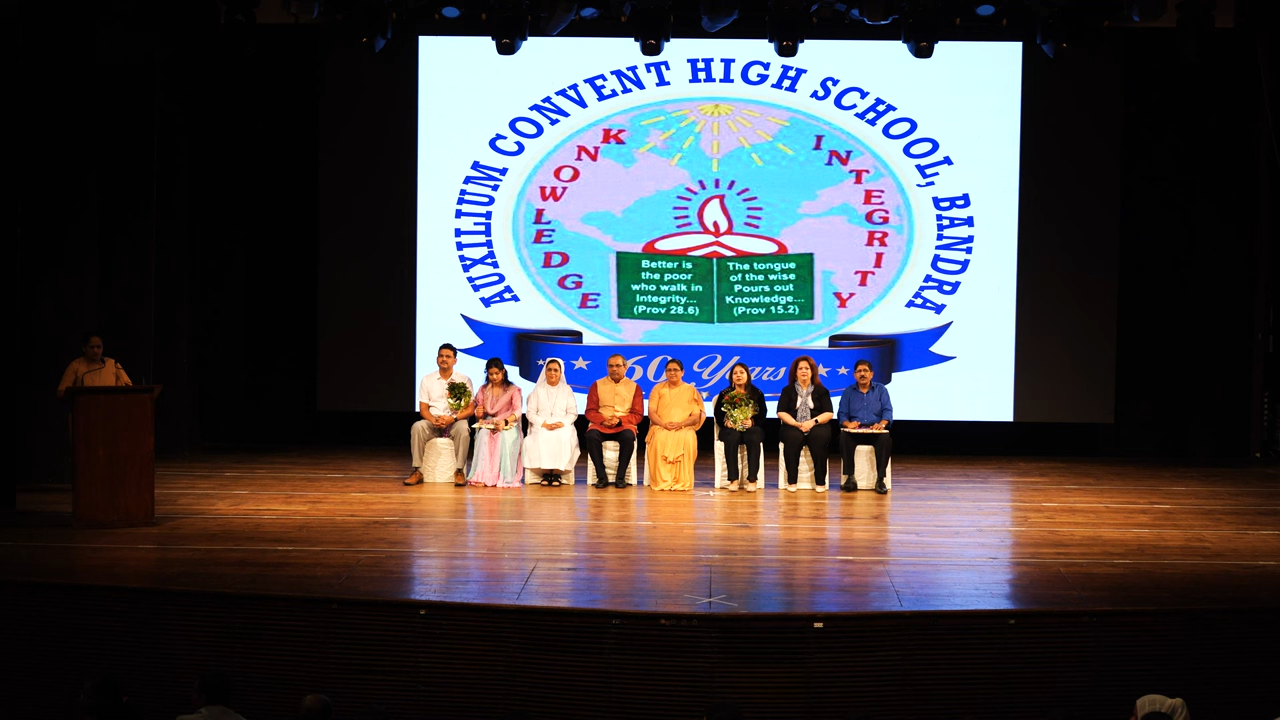 AUXILIUM CONVENT HIGH SCHOOL, BANDRA
KNOWLEDGE
INTEGRITY
Better is
the poor
who walk in
Integrity...
(Prov 28.6)
The tongue
of the wise
Pours out
Knowledge...
(Prov 15.2)
60 Years